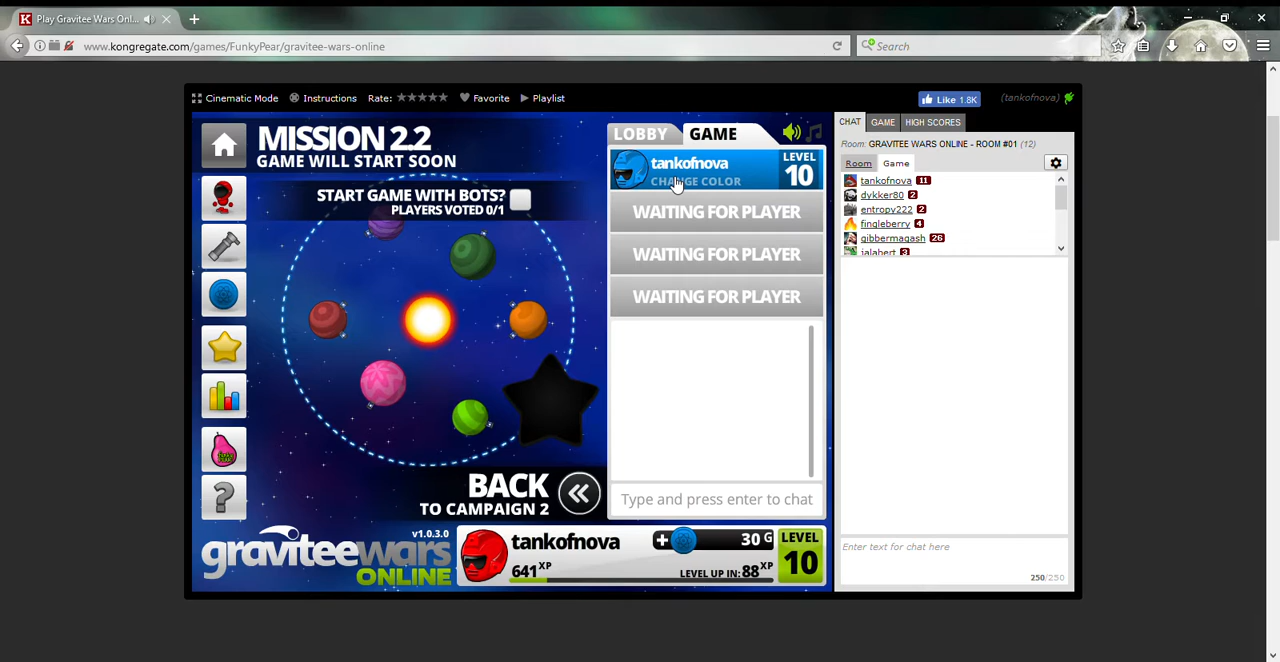 Play Gravitee Wars Onl...
www.kongregate.com/games/FunkyPear/gravitee-wars-online
Search
Cinematic Mode
Instructions
Rate:
Favorite
Playlist
Like 1.8K
(tankofnova)
MISSION 2.2
GAME WILL START SOON
START GAME WITH BOTS?
PLAYERS VOTED 0/1
LOBBY
GAME
tankofnova
CHANGE COLOR
LEVEL
10
WAITING FOR PLAYER
WAITING FOR PLAYER
WAITING FOR PLAYER
Type and press enter to chat
BACK
TO CAMPAIGN 2
v1.0.3.0
graviteewars
ONLINE
tankofnova
641 XP
30 G
LEVEL UP IN: 88 XP
LEVEL
10
CHAT
GAME
HIGH SCORES
Room: GRAVITEE WARS ONLINE - ROOM #01 (12)
Room
Game
tankofnova 11
dykker80 2
entropy222 2
fingleberry 4
gibbermagash 26
jalabert 3
Enter text for chat here
250/250